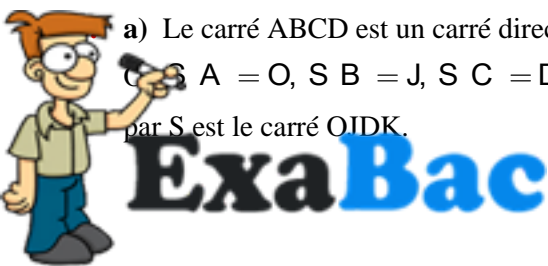 a) Le carré ABCD est un carré direc
S A = O, S B = J, S C = D
par S est le carré OJDK.
ExaBac